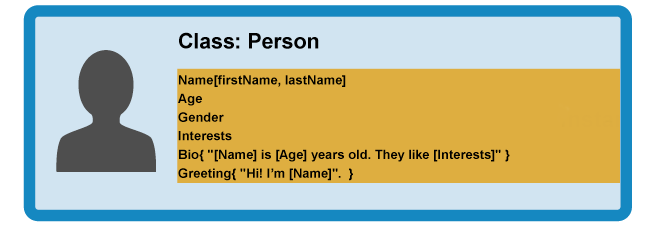 Class: Person
Name[firstName, lastName]
Age
Gender
Interests
Bio{ "[Name] is [Age] years old. They like [Interests]" }
Greeting{ "Hi! I’m [Name]".  }